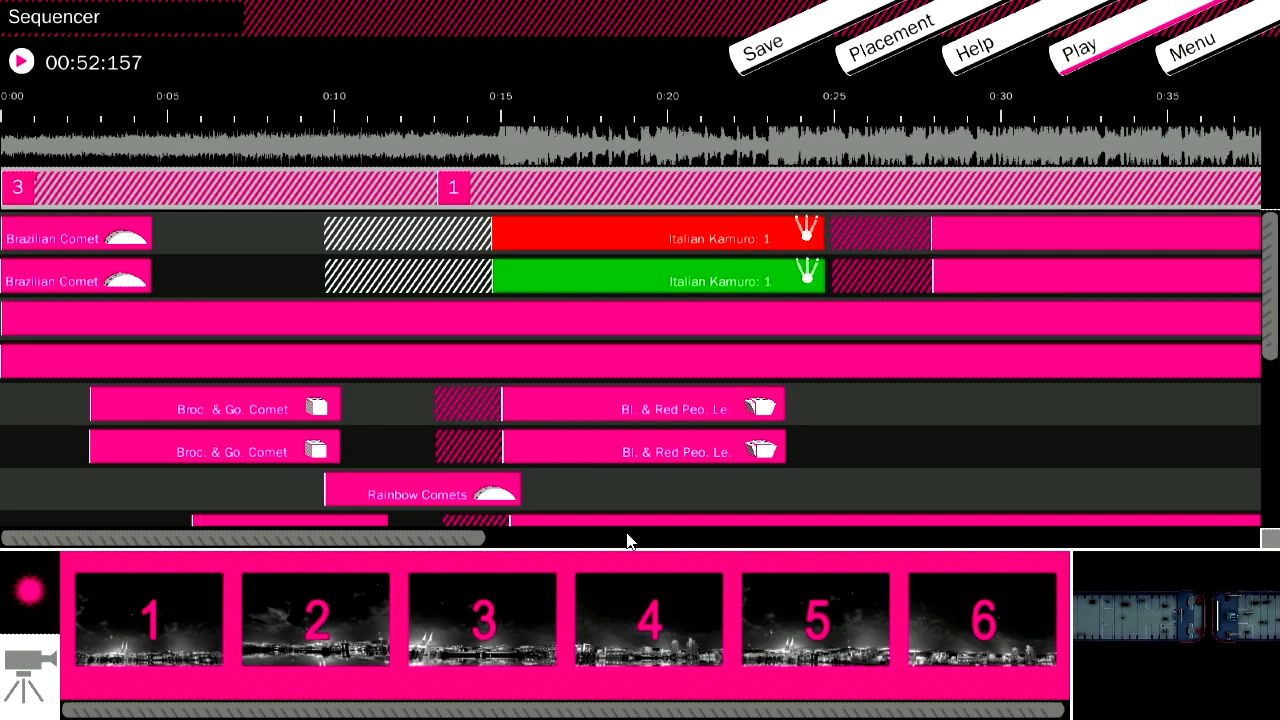 Sequencer
Save
Placement
Help
Play
Menu
00:52:157
0:00 0:05 0:10 0:15 0:20 0:25 0:30 0:35
3 1
Brazilian Comet Italian Kamuro: 1
Brazilian Comet Italian Kamuro: 1
Broc. & Go. Comet Bl. & Red Peo. Le.
Broc. & Go. Comet Bl. & Red Peo. Le.
Rainbow Comets
1 2 3 4 5 6